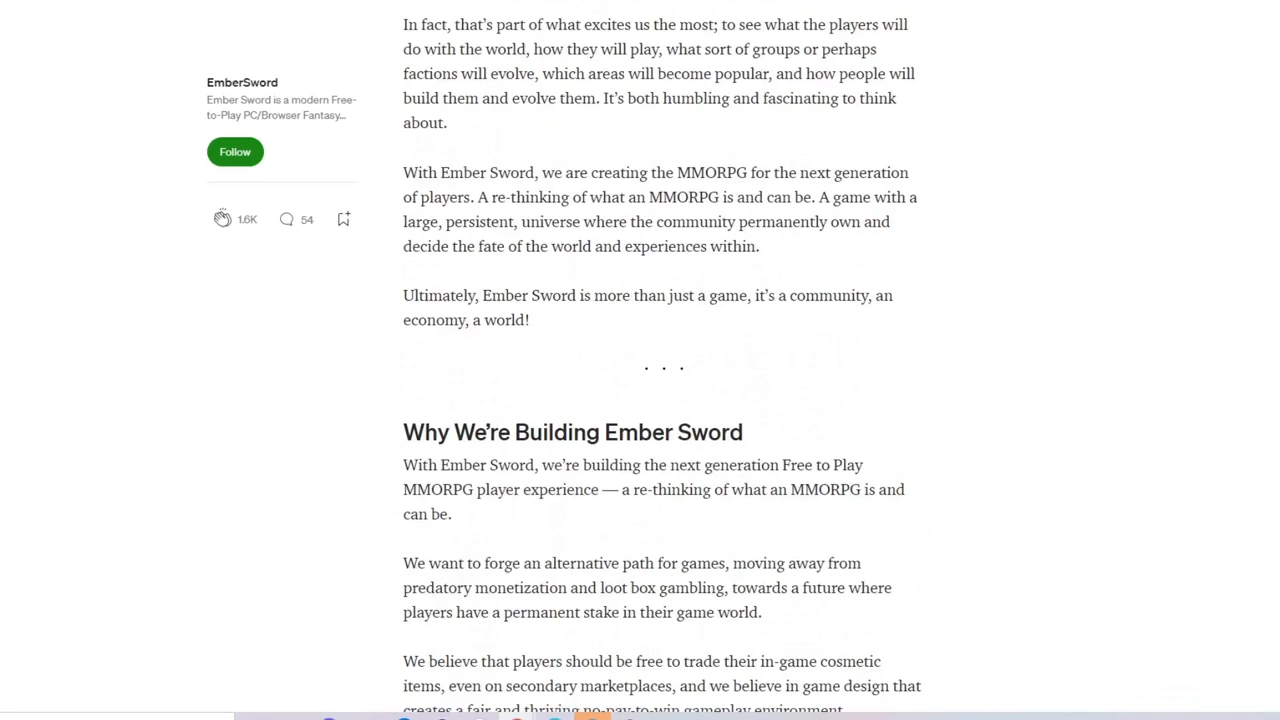 In fact, that’s part of what excites us the most; to see what the players will
do with the world, how they will play, what sort of groups or perhaps
factions will evolve, which areas will become popular, and how people will
build them and evolve them. It’s both humbling and fascinating to think
about.
EmberSword
Ember Sword is a modern Free-
to-Play PC/Browser Fantasy...
Follow
1.6K
54
With Ember Sword, we are creating the MMORPG for the next generation
of players. A re-thinking of what an MMORPG is and can be. A game with a
large, persistent, universe where the community permanently own and
decide the fate of the world and experiences within.
Ultimately, Ember Sword is more than just a game, it’s a community, an
economy, a world!
. . .
Why We’re Building Ember Sword
With Ember Sword, we’re building the next generation Free to Play
MMORPG player experience — a re-thinking of what an MMORPG is and
can be.
We want to forge an alternative path for games, moving away from
predatory monetization and loot box gambling, towards a future where
players have a permanent stake in their game world.
We believe that players should be free to trade their in-game cosmetic
items, even on secondary marketplaces, and we believe in game design that
creates a fair and thriving no-pay-to-win gameplay environment.